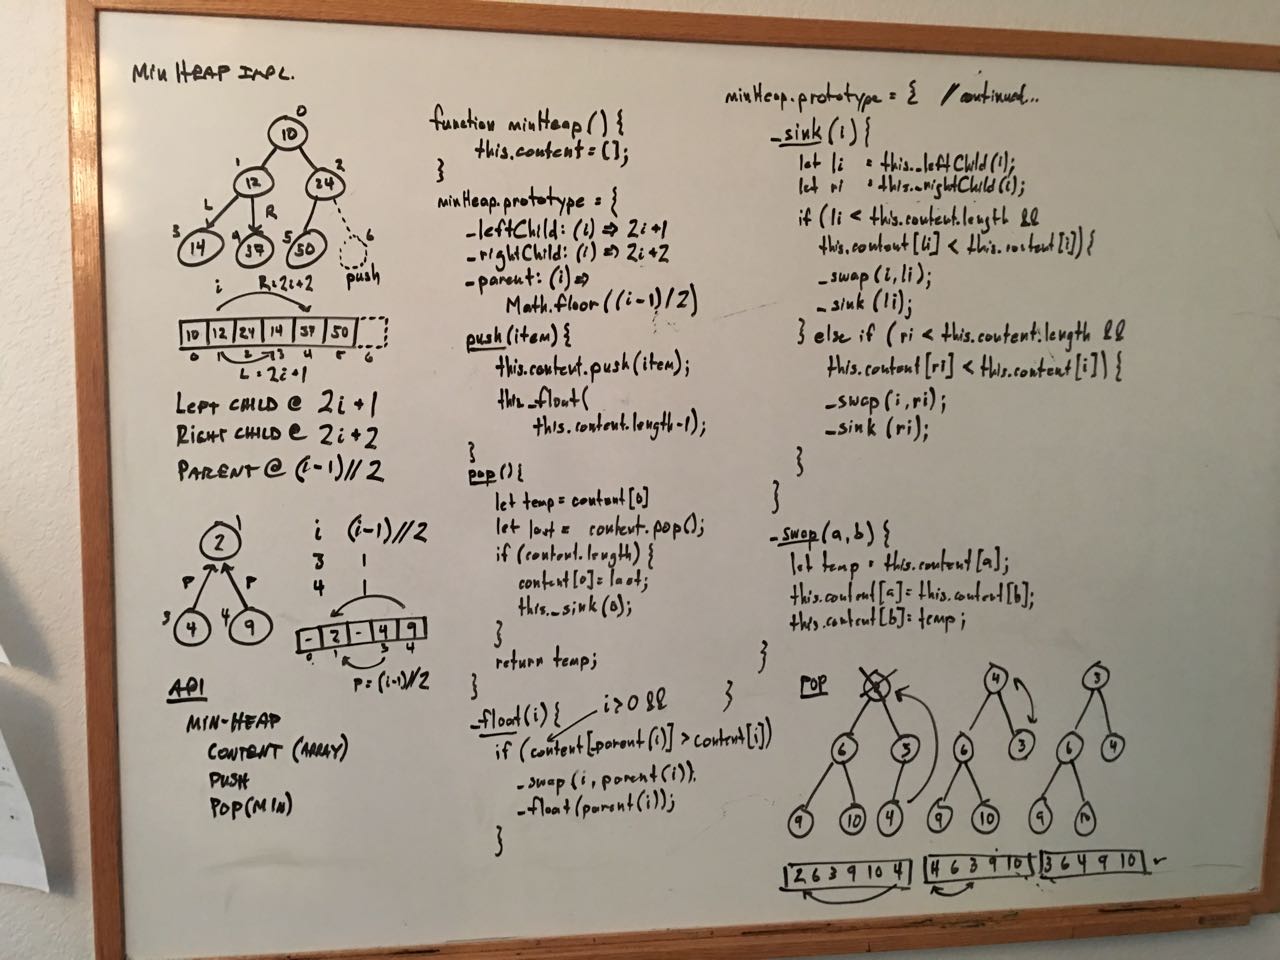 Min HEAP IMPL.
0
10
1
2
12
24
L
R
3
4
5
6
14
37
50
push
i R=2i+2
10 12 24 14 37 50
0 1 2 3 4 5 6
L = 2i+1
LEFT CHILD @ 2i+1
RIGHT CHILD @ 2i+2
PARENT @ (i-1)//2
1
2
P P
3 4
4 9
i (i-1)//2
3 1
4 1
- 2 - 4 9
0 1 3 4
P = (i-1)//2
API
MIN-HEAP
CONTENT (ARRAY)
PUSH
POP(MIN)
function minHeap() {
this.content = [];
}
minHeap.prototype = {
_leftChild: (i) => 2i+1
_rightChild: (i) => 2i+2
_parent: (i) =>
Math.floor((i-1)/2)
push(item) {
this.content.push(item);
this._float(
this.content.length-1);
}
pop() {
let temp = content[0]
let last = content.pop();
if (content.length) {
content[0] = last;
this._sink(0);
}
return temp;
}
_float(i) {
i>0 &&
if (content[_parent(i)] > content[i])
_swap(i, parent(i));
_float(parent(i));
}
}
minHeap.prototype = { // continued...
_sink(i) {
let li = this._leftChild(i);
let ri = this._rightChild(i);
if (li < this.content.length &&
this.content[li] < this.content[i]) {
_swap(i,li);
_sink(li);
} else if (ri < this.content.length &&
this.content[ri] < this.content[i]) {
_swap(i,ri);
_sink(ri);
}
}
_swap(a,b) {
let temp = this.content[a];
this.content[a] = this.content[b];
this.content[b] = temp;
}
POP
6 3
9 10 4
2 6 3 9 10 4
4
6 3
9 10
4 6 3 9 10
3
6 4
9 10
3 6 4 9 10